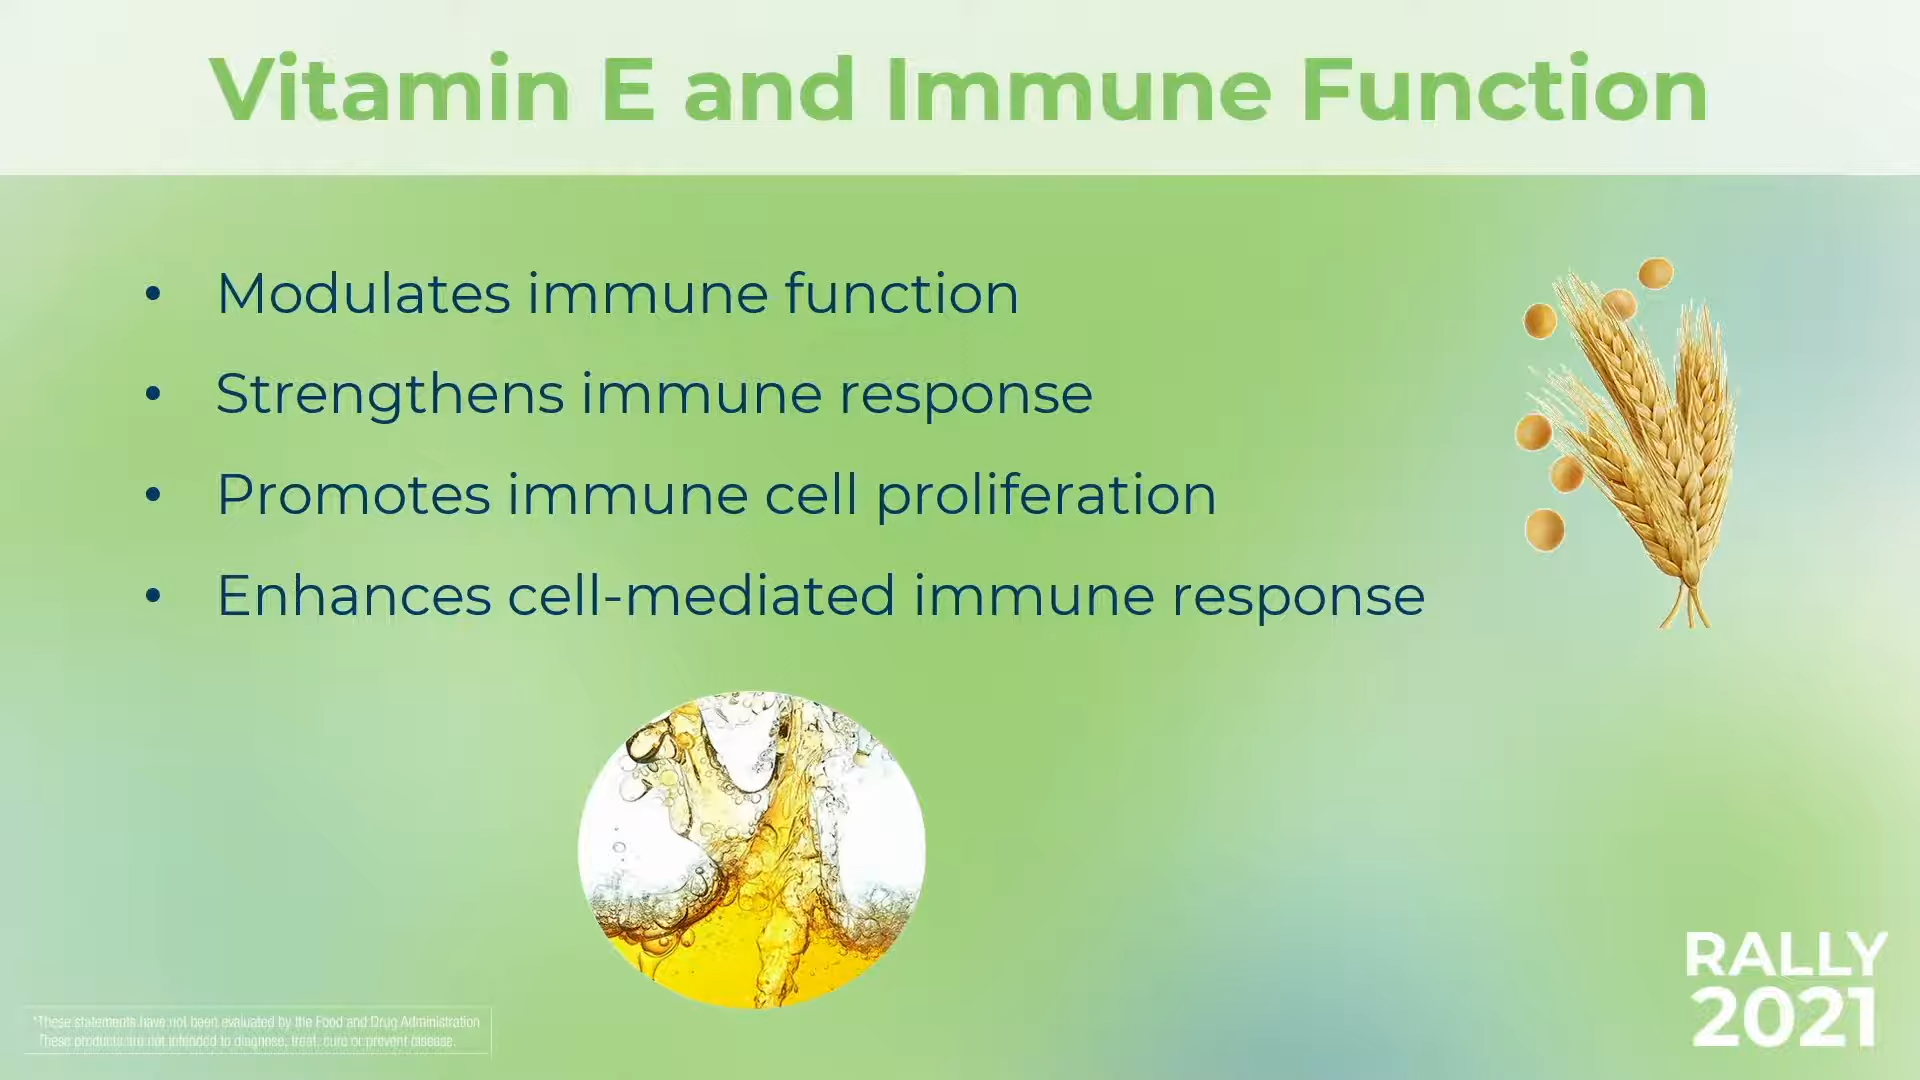 Vitamin E and Immune Function
• Modulates immune function
• Strengthens immune response
• Promotes immune cell proliferation
• Enhances cell-mediated immune response
*These statements have not been evaluated by the Food and Drug Administration
These products are not intended to diagnose, treat, cure or prevent disease.
RALLY
2021